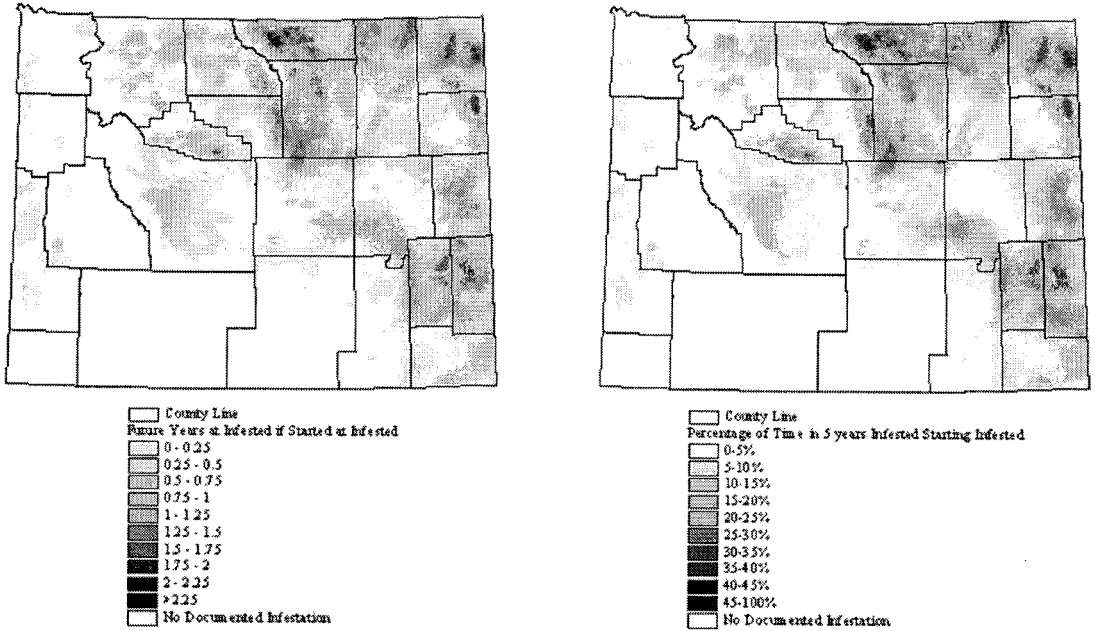 County Line
Future Years at Infested if Started at Infested
0 - 0.25
0.25 - 0.5
0.5 - 0.75
0.75 - 1
1 - 1.25
1.25 - 1.5
1.5 - 1.75
1.75 - 2
2 - 2.25
>2.25
No Documented Infestation
County Line
Percentage of Time in 5 years Infested Starting Infested
0-5%
5-10%
10-15%
15-20%
20-25%
25-30%
30-35%
35-40%
40-45%
45-100%
No Documented Infestation